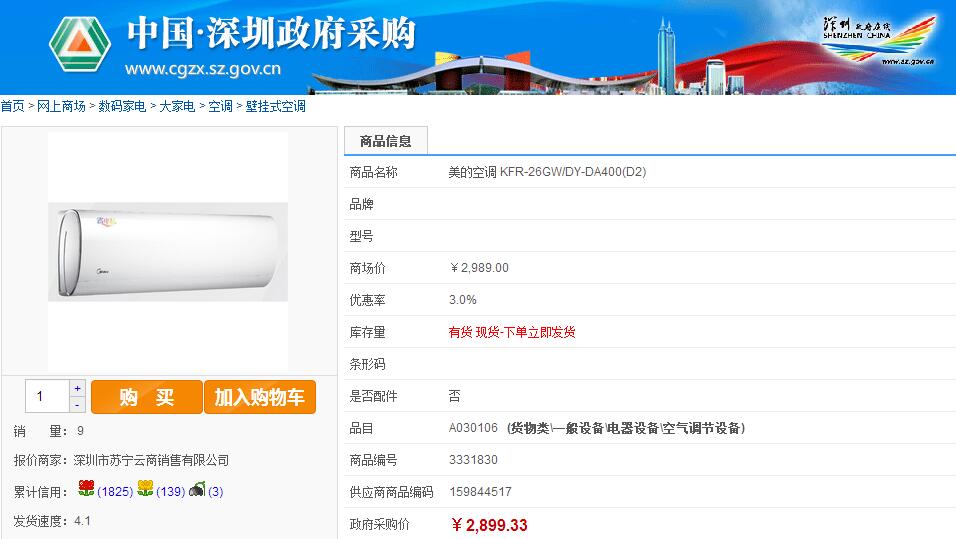 中国·深圳政府采购
www.cgzx.sz.gov.cn
深圳 政府在线
SHENZHEN CHINA
www.sz.gov.cn
首页 > 网上商场 > 数码家电 > 大家电 > 空调 > 壁挂式空调
Midea
1
+
-
购 买
加入购物车
销 量： 9
报价商家：深圳市苏宁云商销售有限公司
累计信用： (1825) (139) (3)
发货速度：4.1
商品信息
商品名称 美的空调 KFR-26GW/DY-DA400(D2)
品牌
型号
商场价 ￥2,989.00
优惠率 3.0%
库存量 有货 现货-下单立即发货
条形码
是否配件 否
品目 A030106 (货物类\一般设备\电器设备\空气调节设备)
商品编号 3331830
供应商商品编码 159844517
政府采购价 ￥2,899.33